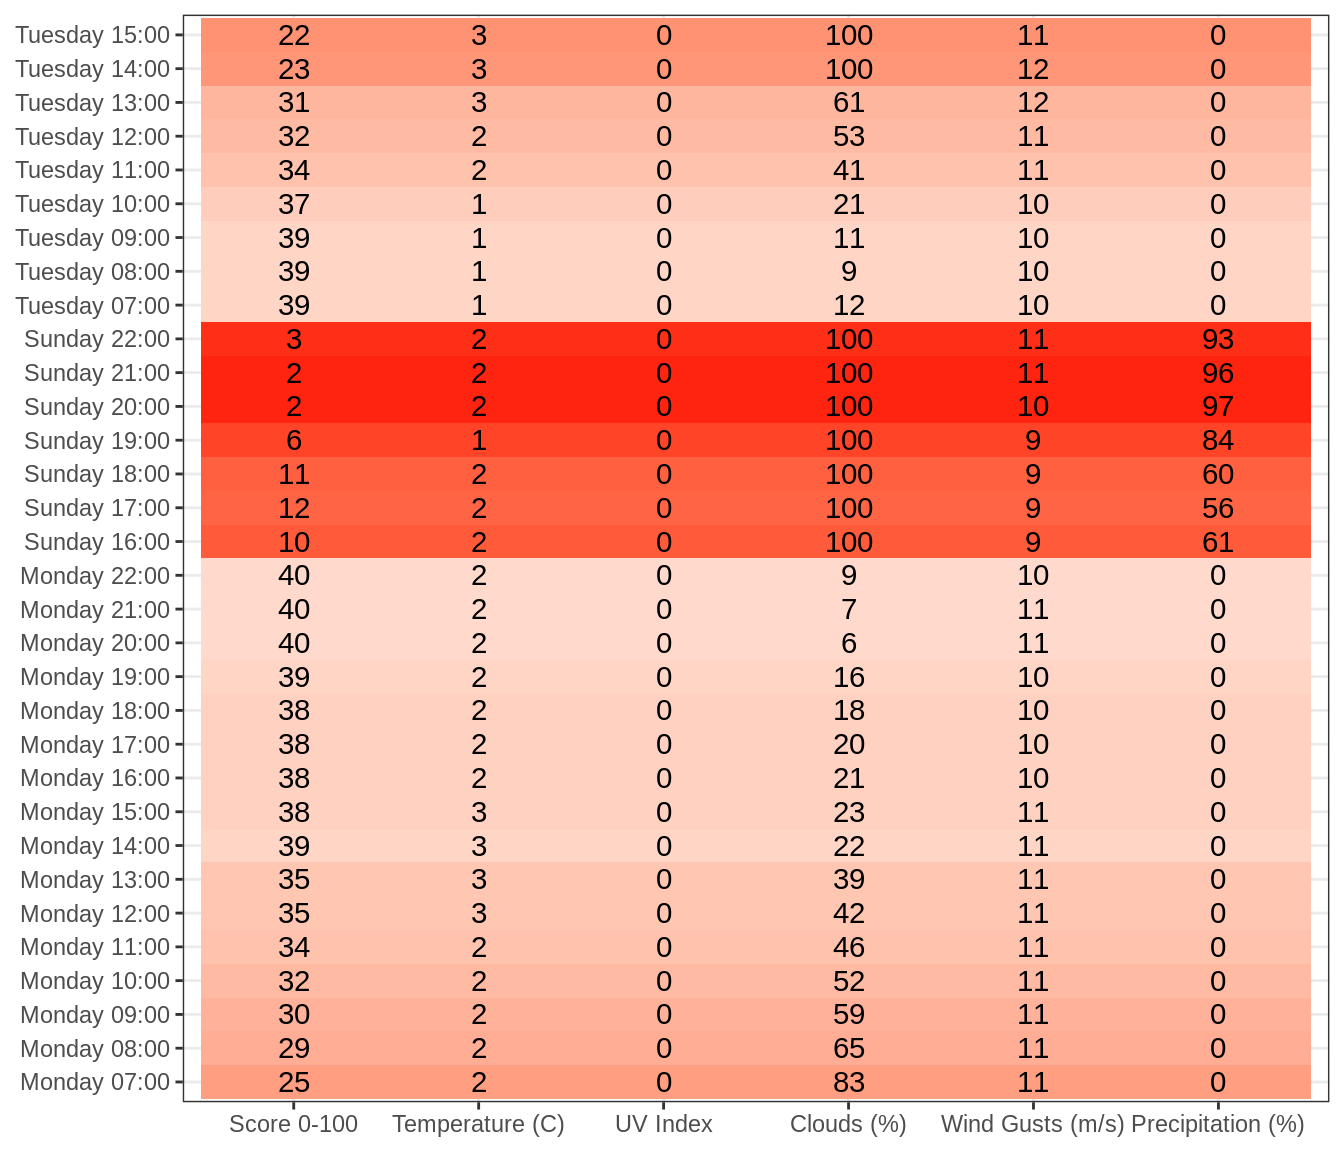 Tuesday 15:00 22 3 0 100 11 0
Tuesday 14:00 23 3 0 100 12 0
Tuesday 13:00 31 3 0 61 12 0
Tuesday 12:00 32 2 0 53 11 0
Tuesday 11:00 34 2 0 41 11 0
Tuesday 10:00 37 1 0 21 10 0
Tuesday 09:00 39 1 0 11 10 0
Tuesday 08:00 39 1 0 9 10 0
Tuesday 07:00 39 1 0 12 10 0
Sunday 22:00 3 2 0 100 11 93
Sunday 21:00 2 2 0 100 11 96
Sunday 20:00 2 2 0 100 10 97
Sunday 19:00 6 1 0 100 9 84
Sunday 18:00 11 2 0 100 9 60
Sunday 17:00 12 2 0 100 9 56
Sunday 16:00 10 2 0 100 9 61
Monday 22:00 40 2 0 9 10 0
Monday 21:00 40 2 0 7 11 0
Monday 20:00 40 2 0 6 11 0
Monday 19:00 39 2 0 16 10 0
Monday 18:00 38 2 0 18 10 0
Monday 17:00 38 2 0 20 10 0
Monday 16:00 38 2 0 21 10 0
Monday 15:00 38 3 0 23 11 0
Monday 14:00 39 3 0 22 11 0
Monday 13:00 35 3 0 39 11 0
Monday 12:00 35 3 0 42 11 0
Monday 11:00 34 2 0 46 11 0
Monday 10:00 32 2 0 52 11 0
Monday 09:00 30 2 0 59 11 0
Monday 08:00 29 2 0 65 11 0
Monday 07:00 25 2 0 83 11 0
Score 0-100 Temperature (C) UV Index Clouds (%) Wind Gusts (m/s) Precipitation (%)